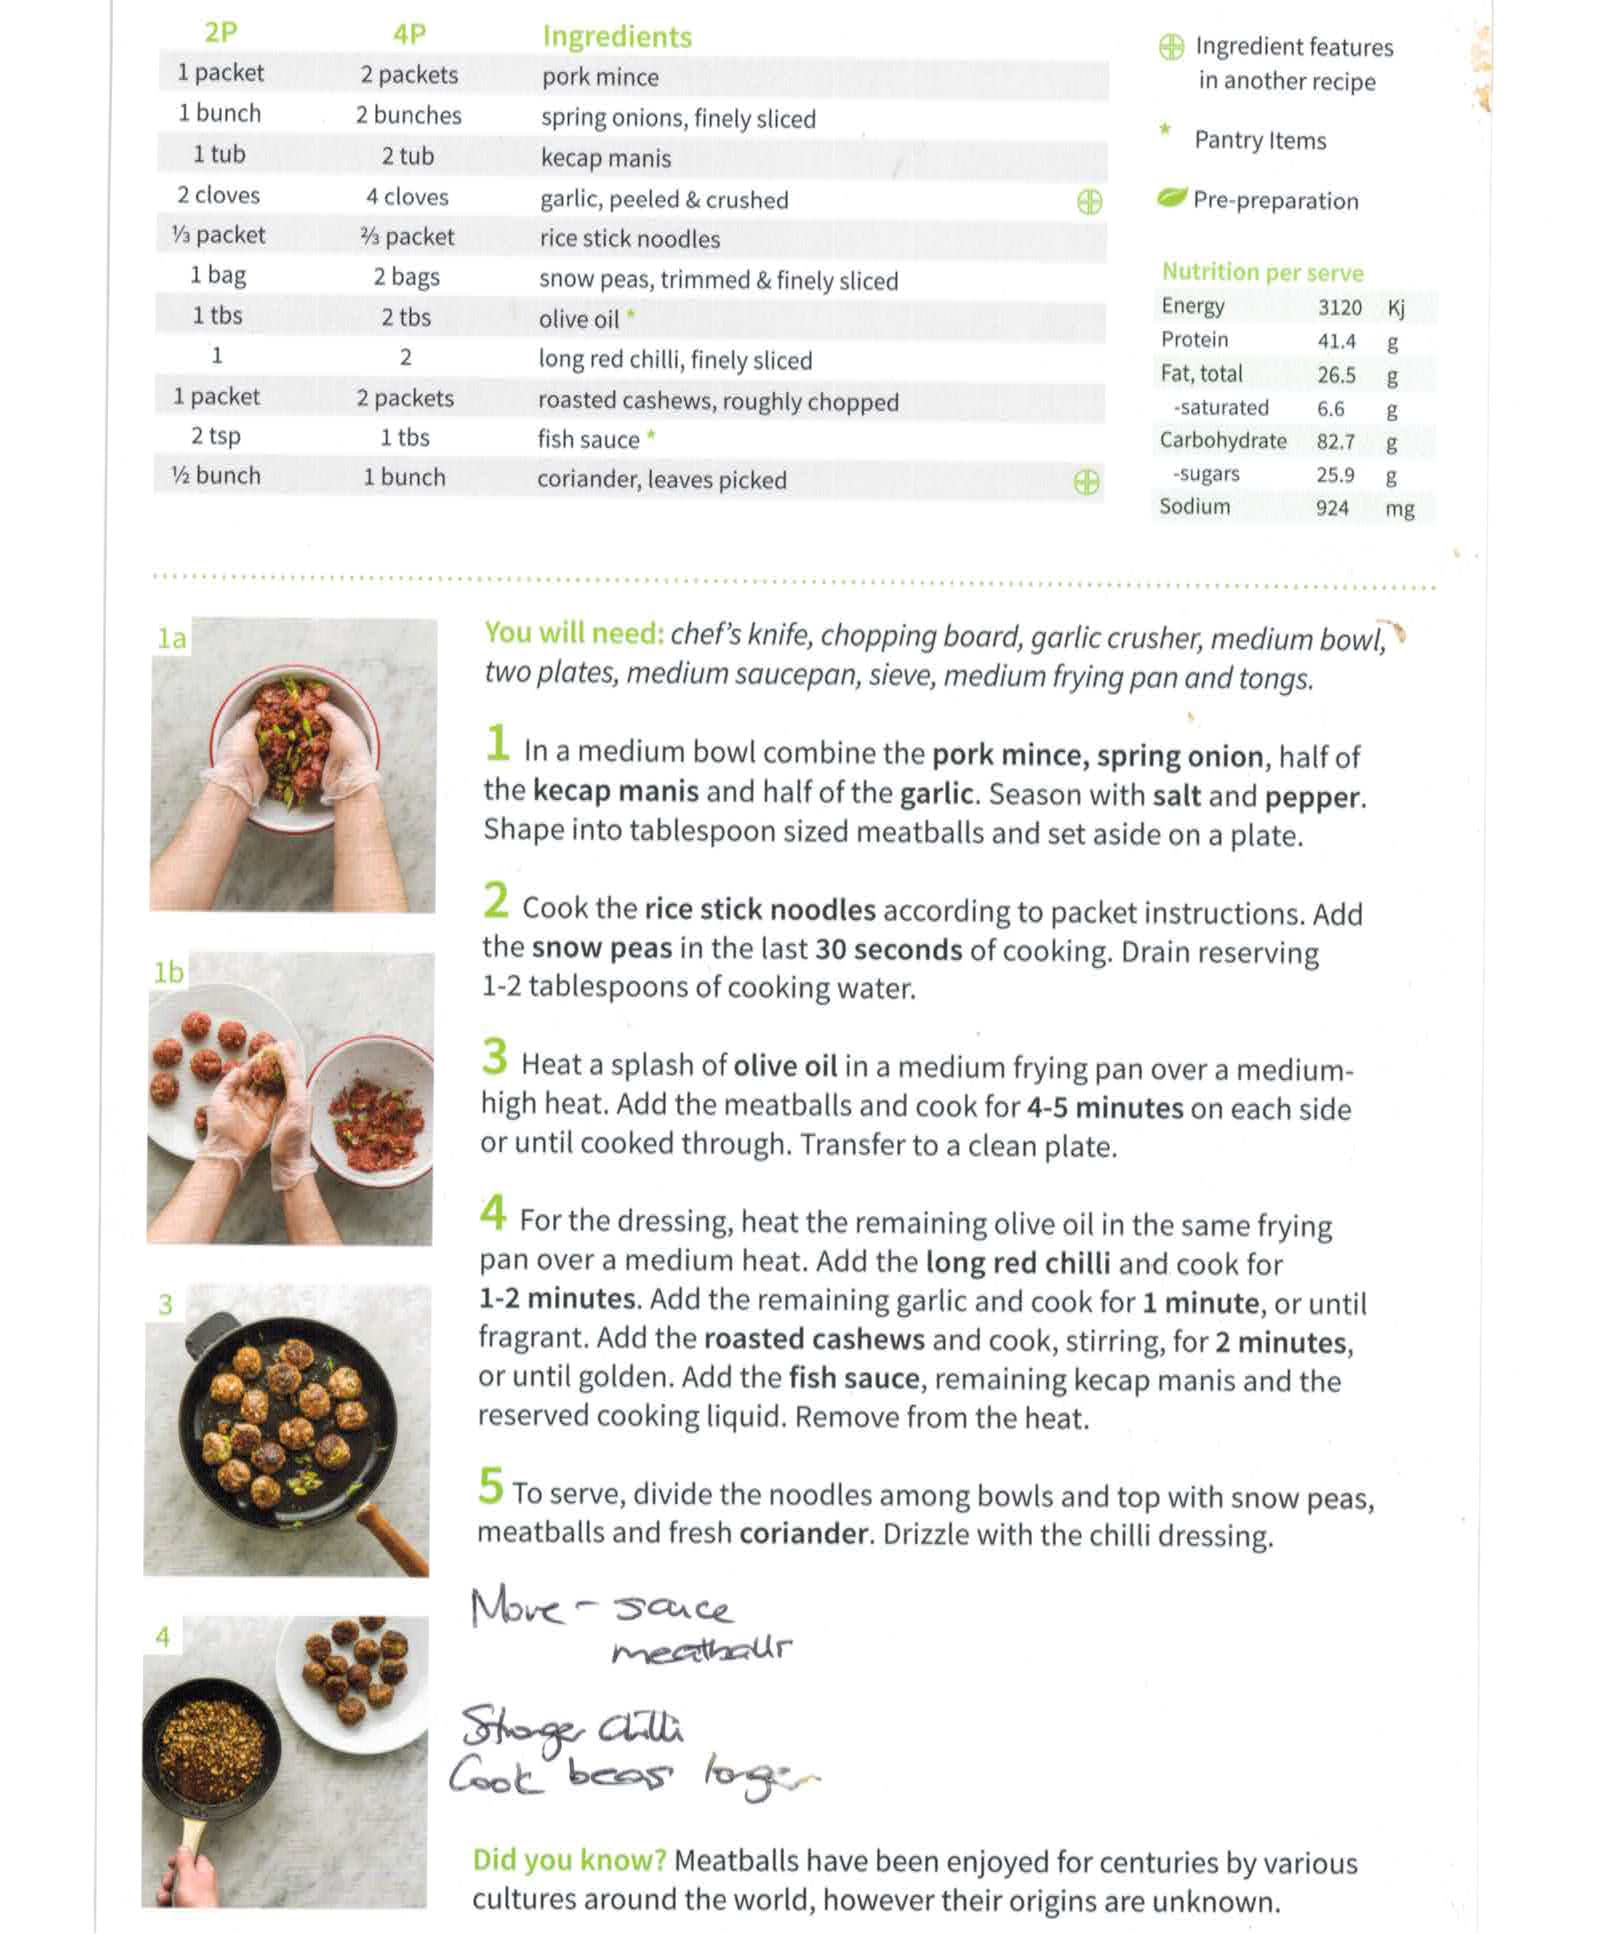 2P 4P Ingredients
1 packet 2 packets pork mince
1 bunch 2 bunches spring onions, finely sliced
1 tub 2 tub kecap manis
2 cloves 4 cloves garlic, peeled & crushed
⅓ packet ⅔ packet rice stick noodles
1 bag 2 bags snow peas, trimmed & finely sliced
1 tbs 2 tbs olive oil *
1 2 long red chilli, finely sliced
1 packet 2 packets roasted cashews, roughly chopped
2 tsp 1 tbs fish sauce *
½ bunch 1 bunch coriander, leaves picked
Ingredient features
in another recipe
* Pantry Items
Pre-preparation
Nutrition per serve
Energy 3120 Kj
Protein 41.4 g
Fat, total 26.5 g
-saturated 6.6 g
Carbohydrate 82.7 g
-sugars 25.9 g
Sodium 924 mg
1a
1b
3
4
You will need: chef's knife, chopping board, garlic crusher, medium bowl,
two plates, medium saucepan, sieve, medium frying pan and tongs.
1 In a medium bowl combine the pork mince, spring onion, half of
the kecap manis and half of the garlic. Season with salt and pepper.
Shape into tablespoon sized meatballs and set aside on a plate.
2 Cook the rice stick noodles according to packet instructions. Add
the snow peas in the last 30 seconds of cooking. Drain reserving
1-2 tablespoons of cooking water.
3 Heat a splash of olive oil in a medium frying pan over a medium-
high heat. Add the meatballs and cook for 4-5 minutes on each side
or until cooked through. Transfer to a clean plate.
4 For the dressing, heat the remaining olive oil in the same frying
pan over a medium heat. Add the long red chilli and cook for
1-2 minutes. Add the remaining garlic and cook for 1 minute, or until
fragrant. Add the roasted cashews and cook, stirring, for 2 minutes,
or until golden. Add the fish sauce, remaining kecap manis and the
reserved cooking liquid. Remove from the heat.
5 To serve, divide the noodles among bowls and top with snow peas,
meatballs and fresh coriander. Drizzle with the chilli dressing.
More - sauce
meatballs
chilli
Cook longer
Did you know? Meatballs have been enjoyed for centuries by various
cultures around the world, however their origins are unknown.